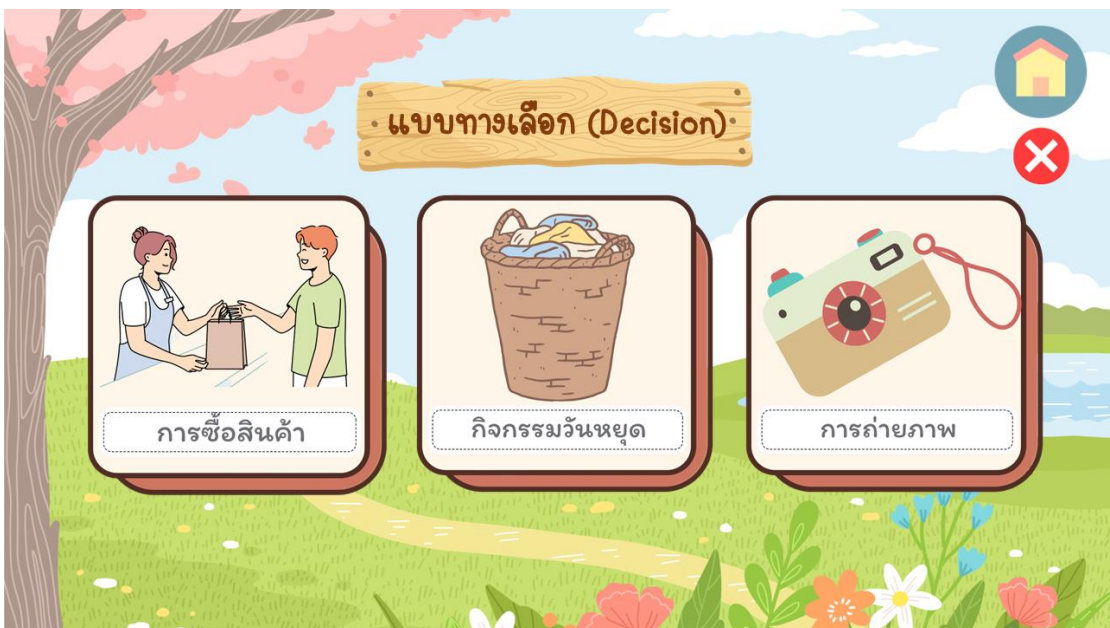 แบบทางเลือก (Decision)
การซื้อสินค้า
กิจกรรมวันหยุด
การถ่ายภาพ